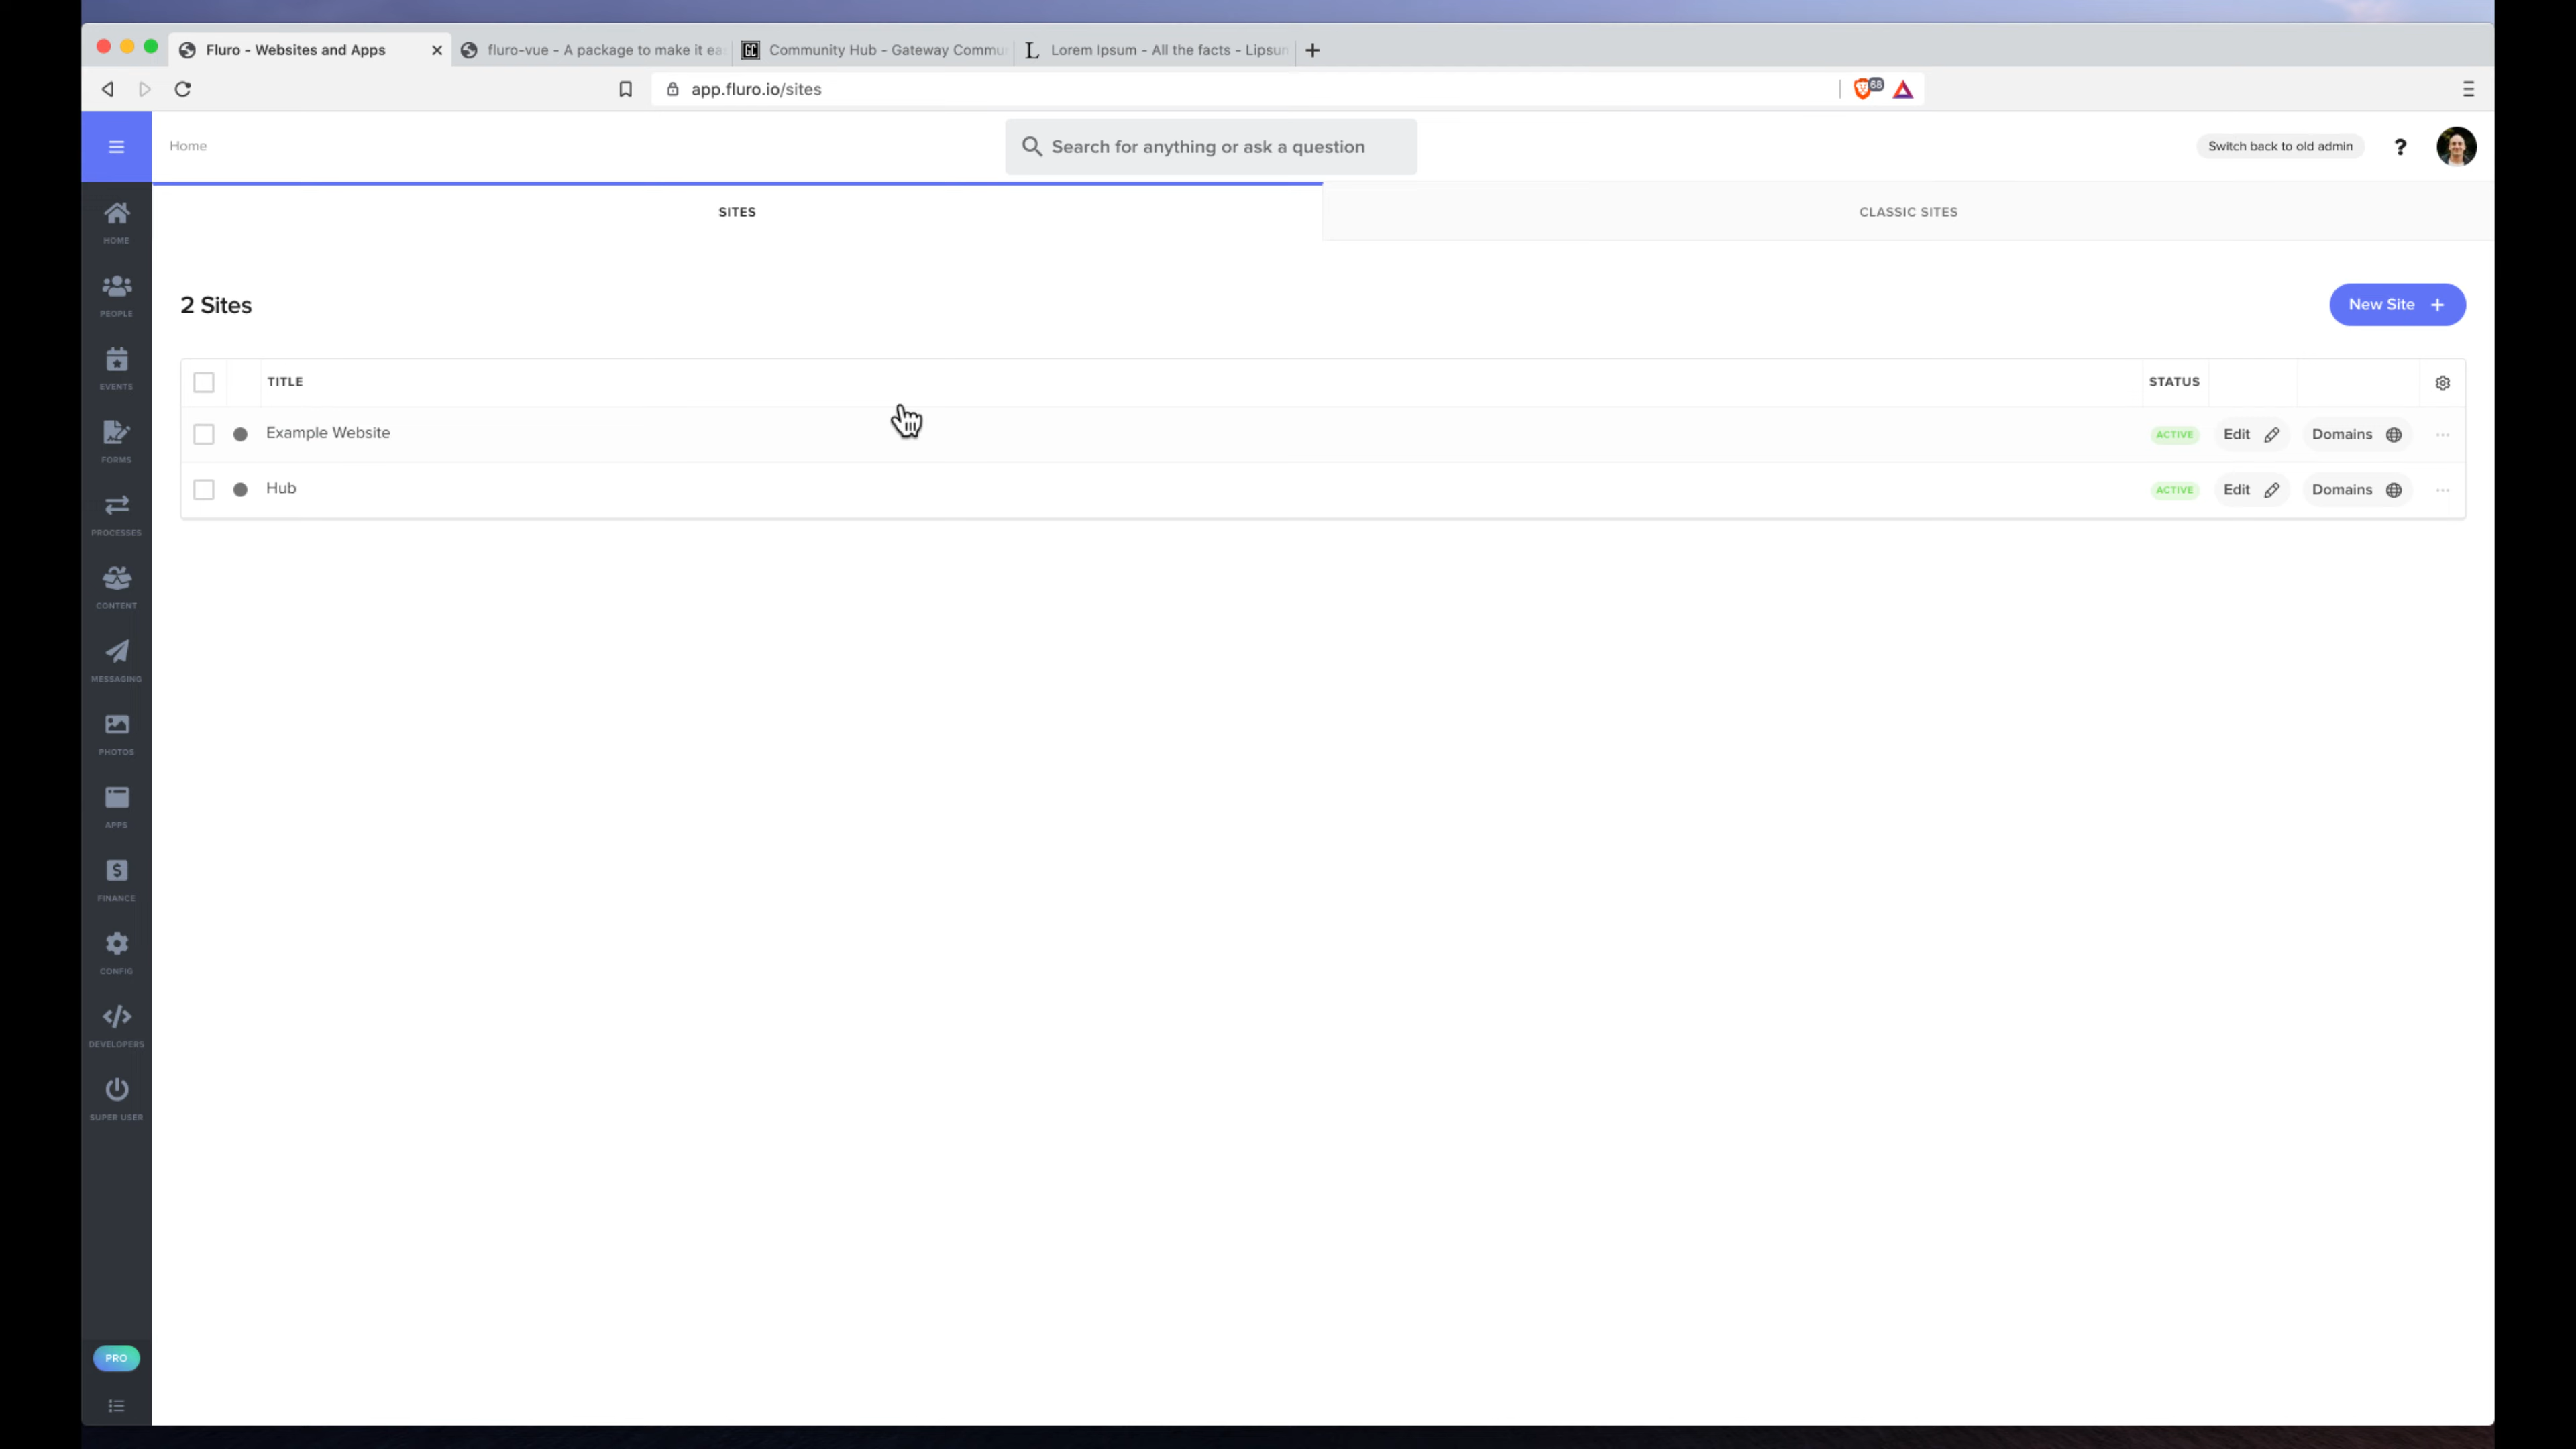 Fluro - Websites and Apps
fluro-vue - A package to make it eas
Community Hub - Gateway Commu
L Lorem Ipsum - All the facts - Lipsum
app.fluro.io/sites
68
Home
Search for anything or ask a question
Switch back to old admin
?
SITES
CLASSIC SITES
2 Sites
New Site +
TITLE
STATUS
Example Website
ACTIVE
Edit
Domains
Hub
ACTIVE
Edit
Domains
HOME
PEOPLE
EVENTS
FORMS
PROCESSES
CONTENT
MESSAGING
PHOTOS
APPS
FINANCE
CONFIG
DEVELOPERS
SUPER USER
PRO